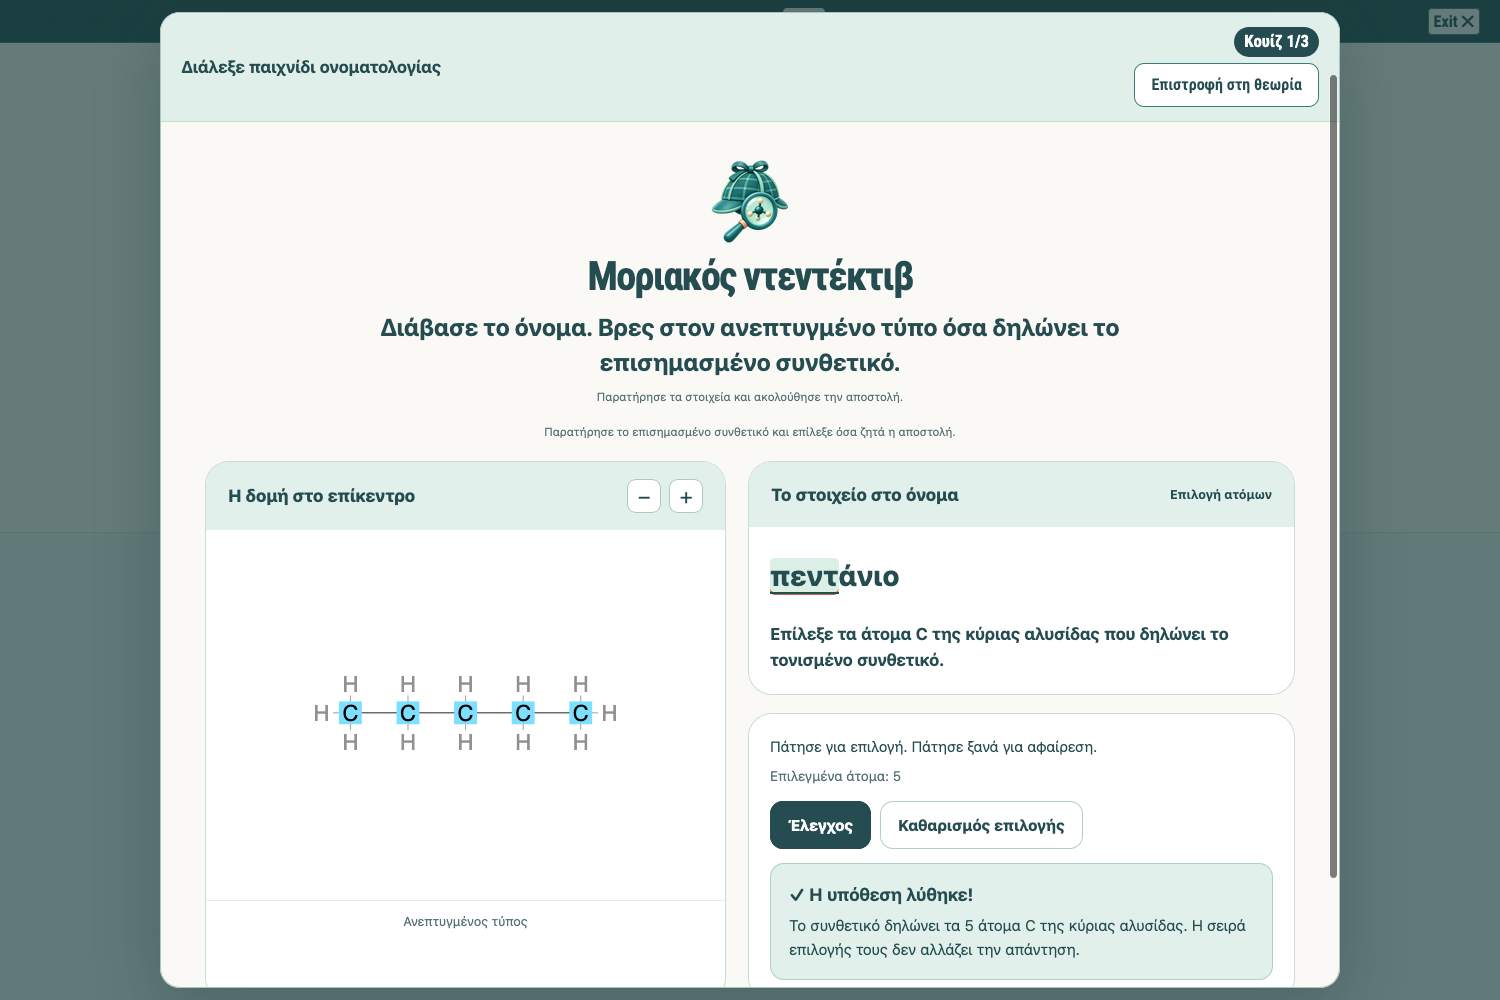 Exit ✕
Διάλεξε παιχνίδι ονοματολογίας
Κουίζ 1/3
Επιστροφή στη θεωρία
Μοριακός ντεντέκτιβ
Διάβασε το όνομα. Βρες στον ανεπτυγμένο τύπο όσα δηλώνει το
επισημασμένο συνθετικό.
Παρατήρησε τα στοιχεία και ακολούθησε την αποστολή.
Παρατήρησε το επισημασμένο συνθετικό και επίλεξε όσα ζητά η αποστολή.
Η δομή στο επίκεντρο
− +
H H H H H
H C C C C C H
H H H H H
Ανεπτυγμένος τύπος
Το στοιχείο στο όνομα
Επιλογή ατόμων
πεντάνιο
Επίλεξε τα άτομα C της κύριας αλυσίδας που δηλώνει το
τονισμένο συνθετικό.
Πάτησε για επιλογή. Πάτησε ξανά για αφαίρεση.
Επιλεγμένα άτομα: 5
Έλεγχος
Καθαρισμός επιλογής
✓ Η υπόθεση λύθηκε!
Το συνθετικό δηλώνει τα 5 άτομα C της κύριας αλυσίδας. Η σειρά
επιλογής τους δεν αλλάζει την απάντηση.